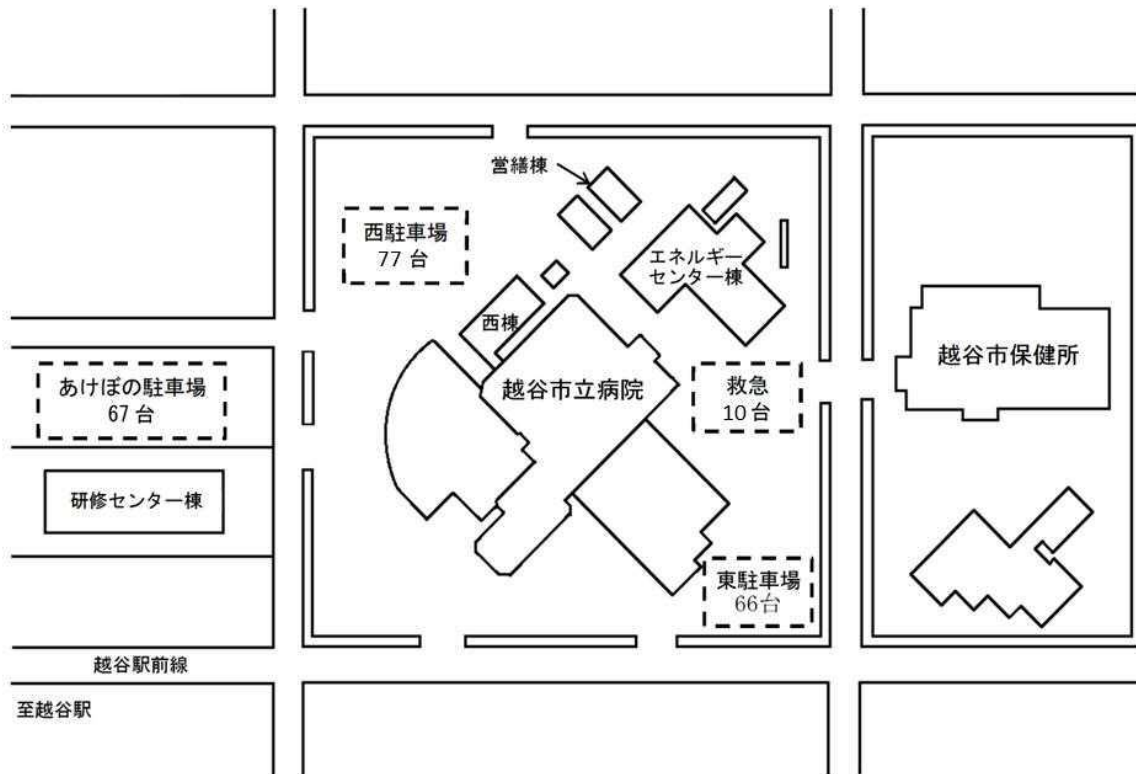 営繕棟
西駐車場
77 台
エネルギー
センター棟
西棟
越谷市立病院
救急
10 台
越谷市保健所
あけぼの駐車場
67 台
研修センター棟
東駐車場
66台
越谷駅前線
至越谷駅